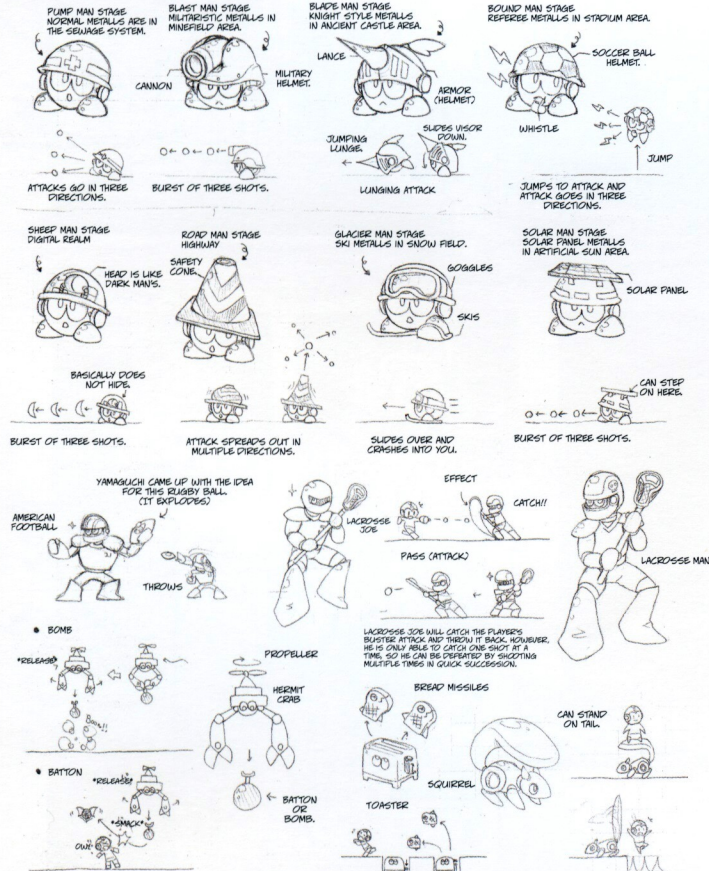 PUMP MAN STAGE
NORMAL METALLS ARE IN
THE SEWAGE SYSTEM.
BLAST MAN STAGE
MILTARISTIC METALLS IN
MINEFIELD AREA.
CANNON
MILITARY
HELMET.
BLADE MAN STAGE
KNIGHT STYLE METALLS
IN ANCIENT CASTLE AREA.
LANCE
ARMOR
(HELMET)
BOUND MAN STAGE
REFEREE METALLS IN STADIUM AREA.
SOCCER BALL
HELMET.
WHISTLE
ATTACKS GO IN THREE
DIRECTIONS.
BURST OF THREE SHOTS.
JUMPING
LUNGE.
SLIDES VISOR
DOWN.
LUNGING ATTACK
JUMP
JUMPS TO ATTACK AND
ATTACK GOES IN THREE
DIRECTIONS.
SHEEP MAN STAGE
DIGITAL REALM
HEAD IS LIKE
DARK MAN'S.
ROAD MAN STAGE
HIGHWAY
SAFETY
CONE.
GLACIER MAN STAGE
SKI METALLS IN SNOW FIELD.
GOGGLES
SKIS
SOLAR MAN STAGE
SOLAR PANEL METALLS
IN ARTIFICIAL SUN AREA.
SOLAR PANEL
BASICALLY DOES
NOT HIDE.
BURST OF THREE SHOTS.
ATTACK SPREADS OUT IN
MULTIPLE DIRECTIONS.
SLIDES OVER AND
CRASHES INTO YOU.
CAN STEP
ON HERE.
BURST OF THREE SHOTS.
YAMAGUCHI CAME UP WITH THE IDEA
FOR THIS RUGBY BALL.
(IT EXPLODES)
AMERICAN
FOOTBALL
THROWS
LACROSSE
JOE
EFFECT
CATCH!!
PASS (ATTACK)
LACROSSE MAN
LACROSSE JOE WILL CATCH THE PLAYER'S
BUSTER ATTACK AND THROW IT BACK. HOWEVER,
HE IS ONLY ABLE TO CATCH ONE SHOT AT A
TIME, SO HE CAN BE DEFEATED BY SHOOTING
MULTIPLE TIMES IN QUICK SUCCESSION.
• BOMB
*RELEASE*
BOOM!!
PROPELLER
HERMIT
CRAB
BATTON
OR
BOMB.
• BATTON
*RELEASE*
*SMACK*
OW!
BREAD MISSILES
SQUIRREL
TOASTER
CAN STAND
ON TAIL.